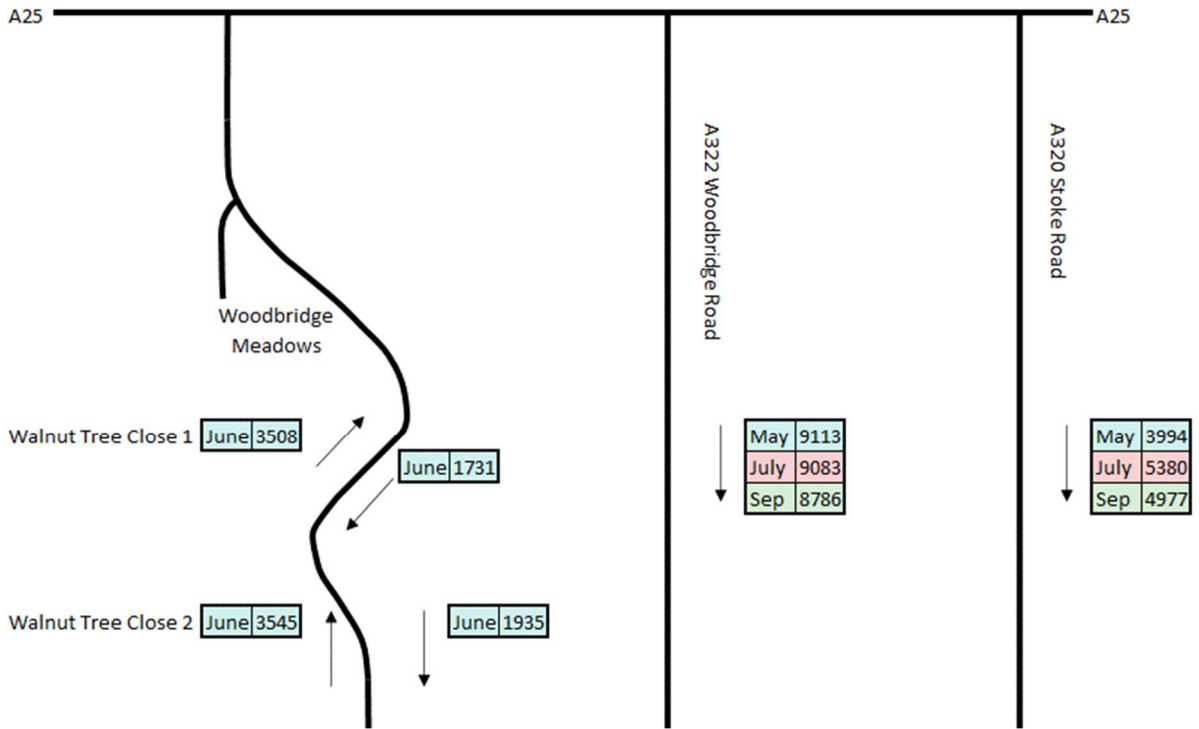 A25
A25
A322 Woodbridge Road
A320 Stoke Road
Woodbridge
Meadows
Walnut Tree Close 1
June 3508
June 1731
May 9113
July 9083
Sep 8786
May 3994
July 5380
Sep 4977
Walnut Tree Close 2
June 3545
June 1935